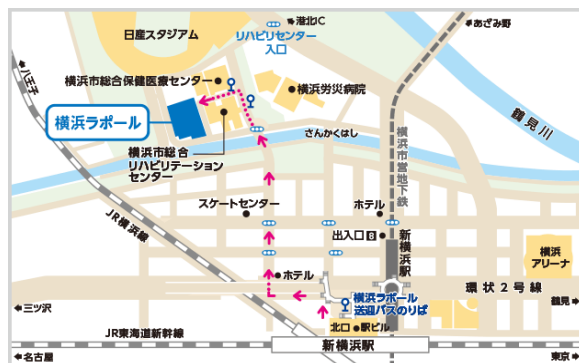 日産スタジアム
港北IC
リハビリセンター
入口
あざみ野
八王子
横浜市総合保健医療センター
横浜労災病院
鶴見川
横浜ラポール
さんかくはし
横浜市総合
リハビリテーション
センター
横浜市営地下鉄
スケートセンター
ホテル
出入口8
新横浜駅
横浜
アリーナ
JR横浜線
ホテル
環状2号線
横浜ラポール
送迎バスのりば
三ツ沢
鶴見
北口
駅ビル
JR東海道新幹線
新横浜駅
名古屋
東京